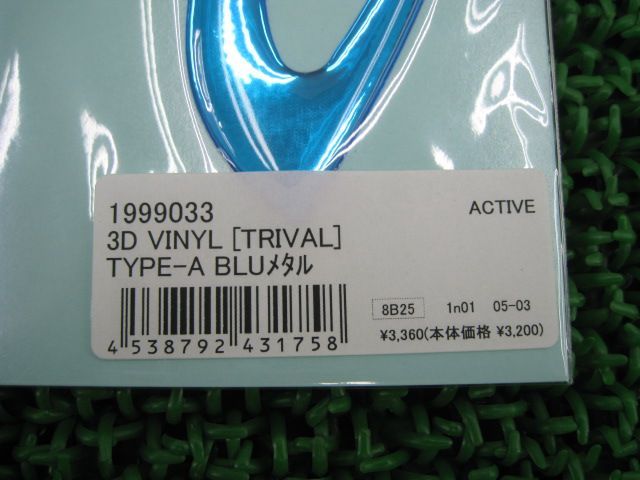 1999033 ACTIVE
3D VINYL [TRIVAL]
TYPE-A BLUメタル
8B25 1n01 05-03
¥3,360(本体価格 ¥3,200)
4 538792 431758